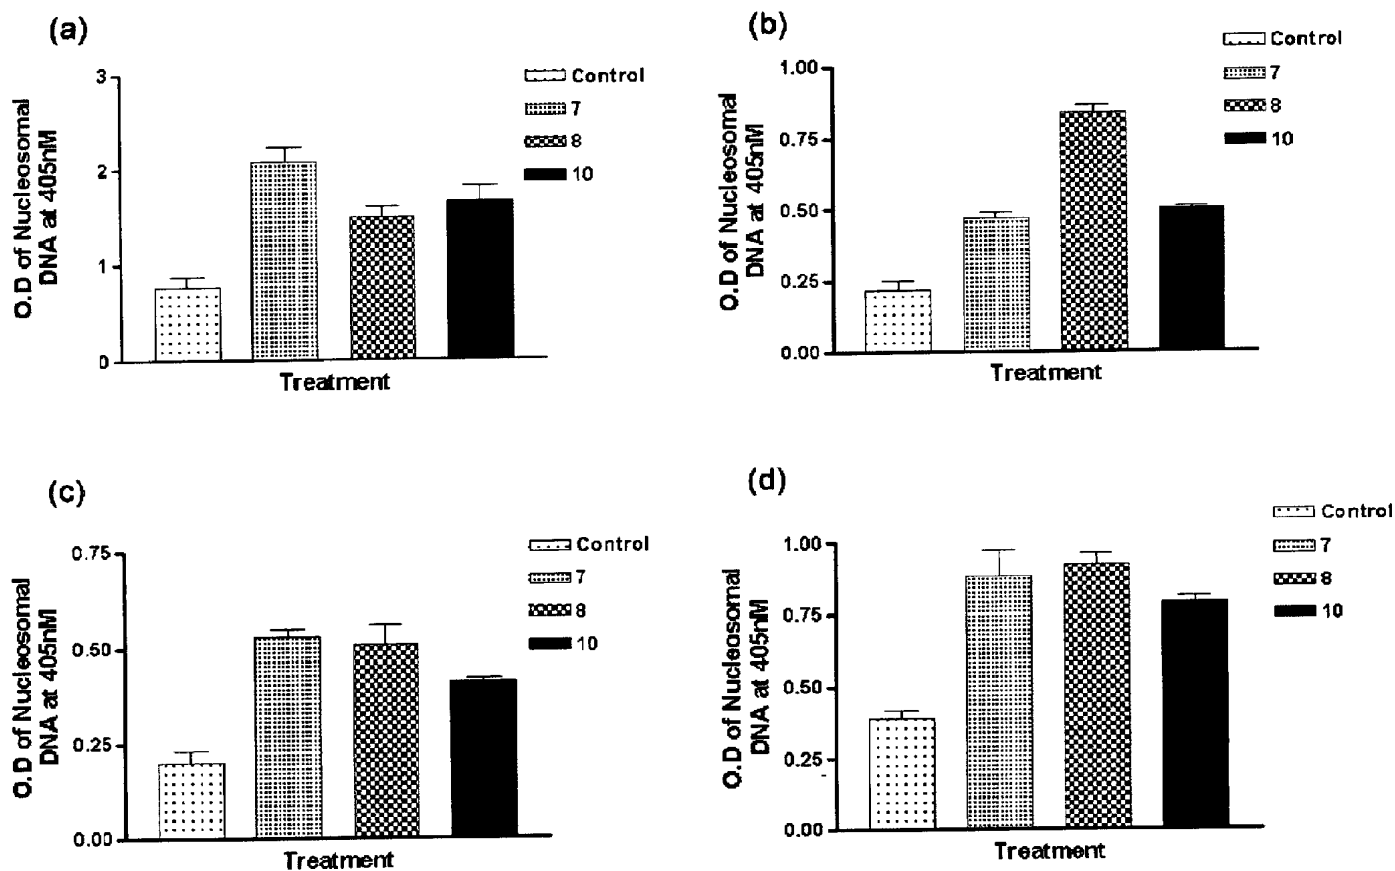 (a)
3
2
1
0
O.D of Nucleosomal
DNA at 405nM
Treatment
Control
7
8
10
(b)
1.00
0.75
0.50
0.25
0.00
O.D of Nucleosomal
DNA at 405nM
Treatment
Control
7
8
10
(c)
0.75
0.50
0.25
0.00
O.D of Nucleosomal
DNA at 405nM
Treatment
Control
7
8
10
(d)
1.00
0.75
0.50
0.25
0.00
O.D of Nucleosomal
DNA at 405nM
Treatment
Control
7
8
10